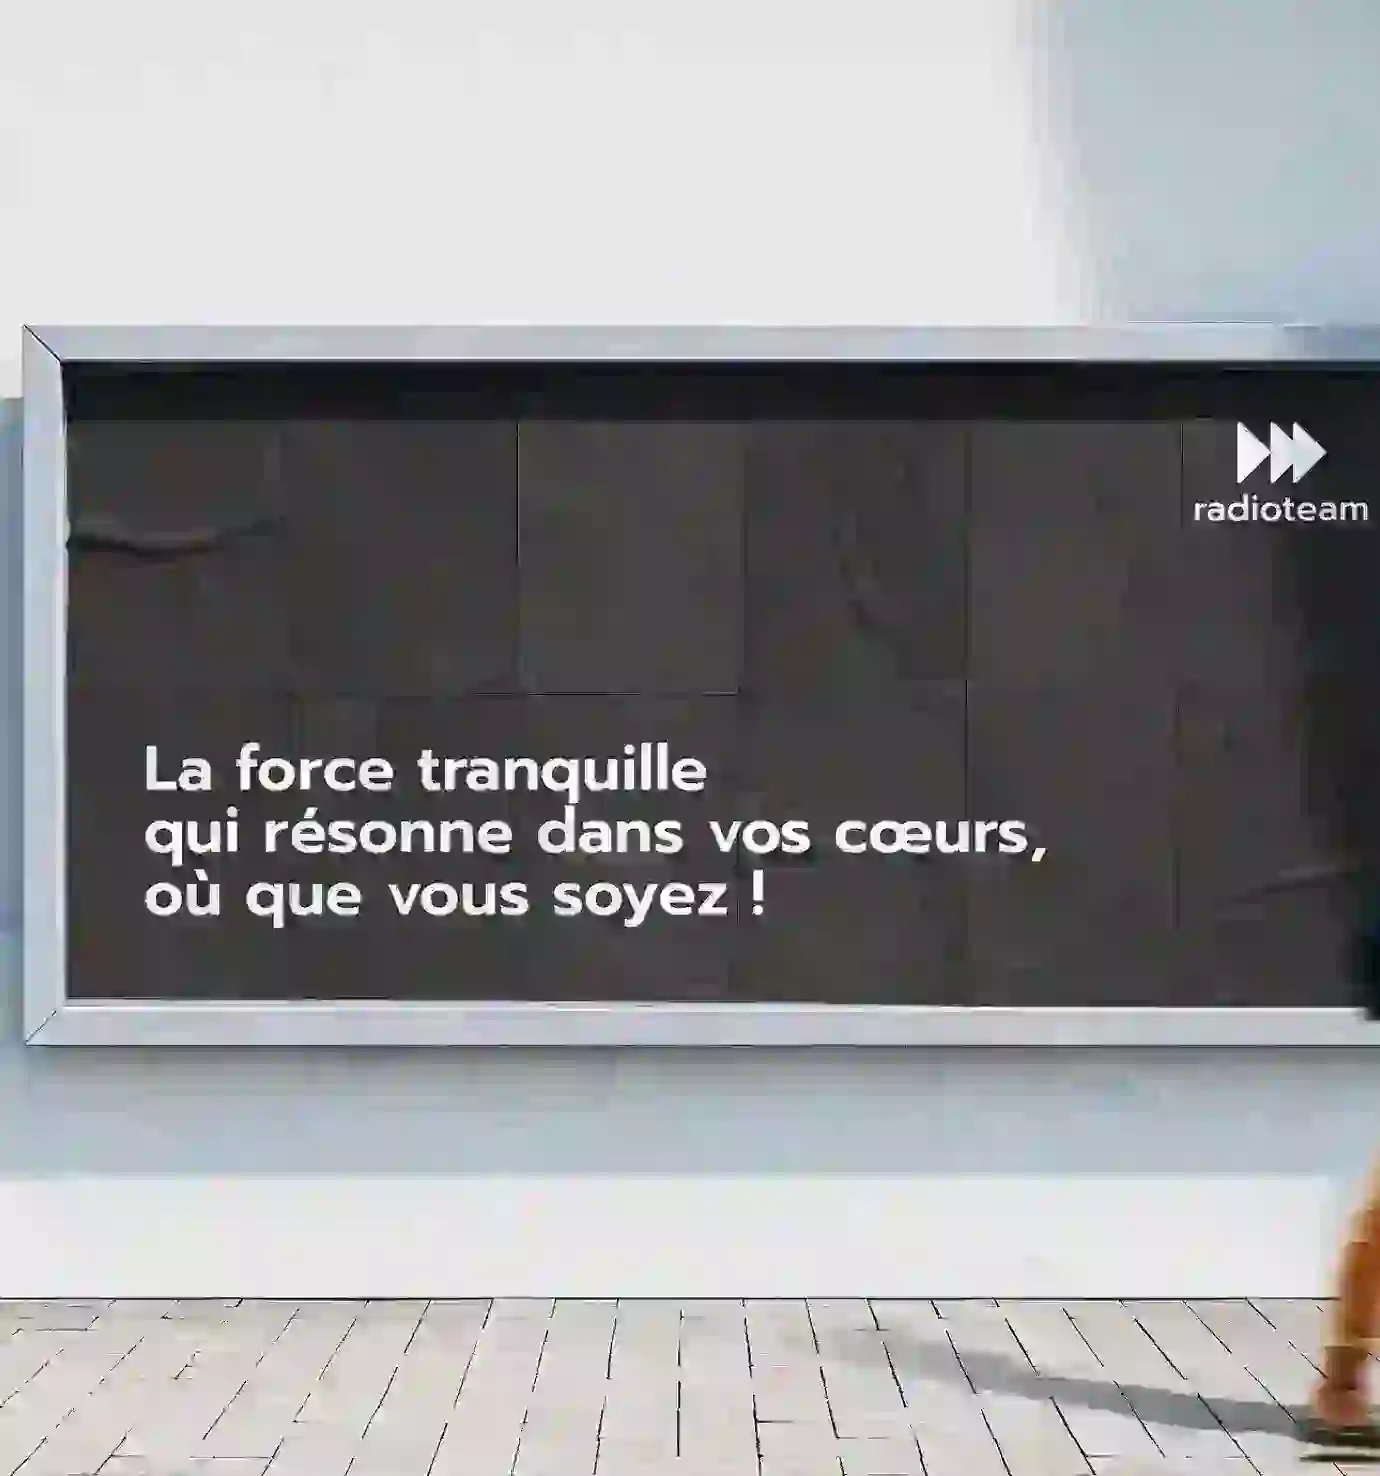 radioteam
La force tranquille
qui résonne dans vos cœurs,
où que vous soyez !